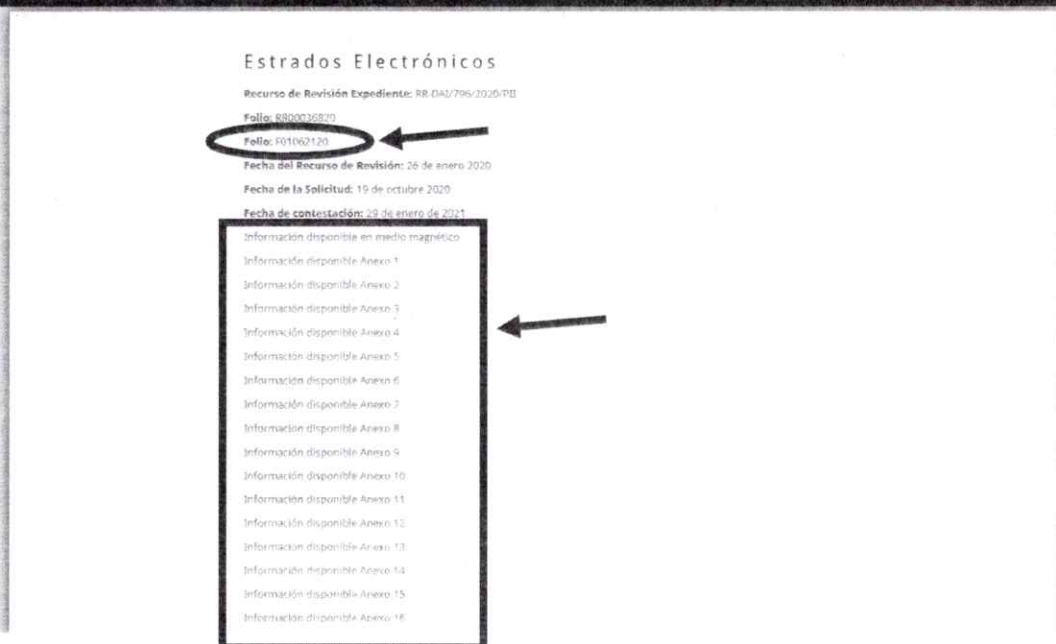 Estrados Electrónicos
Recurso de Revisión Expediente: RR-DAI/796/2020/PII
Folio: RR00036820
Folio: F01062120
Fecha del Recurso de Revisión: 26 de enero 2020
Fecha de la Solicitud: 19 de octubre 2020
Fecha de contestación: 29 de enero de 2021
Información disponible en medio magnético
Información disponible Anexo 1
Información disponible Anexo 2
Información disponible Anexo 3
Información disponible Anexo 4
Información disponible Anexo 5
Información disponible Anexo 6
Información disponible Anexo 7
Información disponible Anexo 8
Información disponible Anexo 9
Información disponible Anexo 10
Información disponible Anexo 11
Información disponible Anexo 12
Información disponible Anexo 13
Información disponible Anexo 14
Información disponible Anexo 15
Información disponible Anexo 16